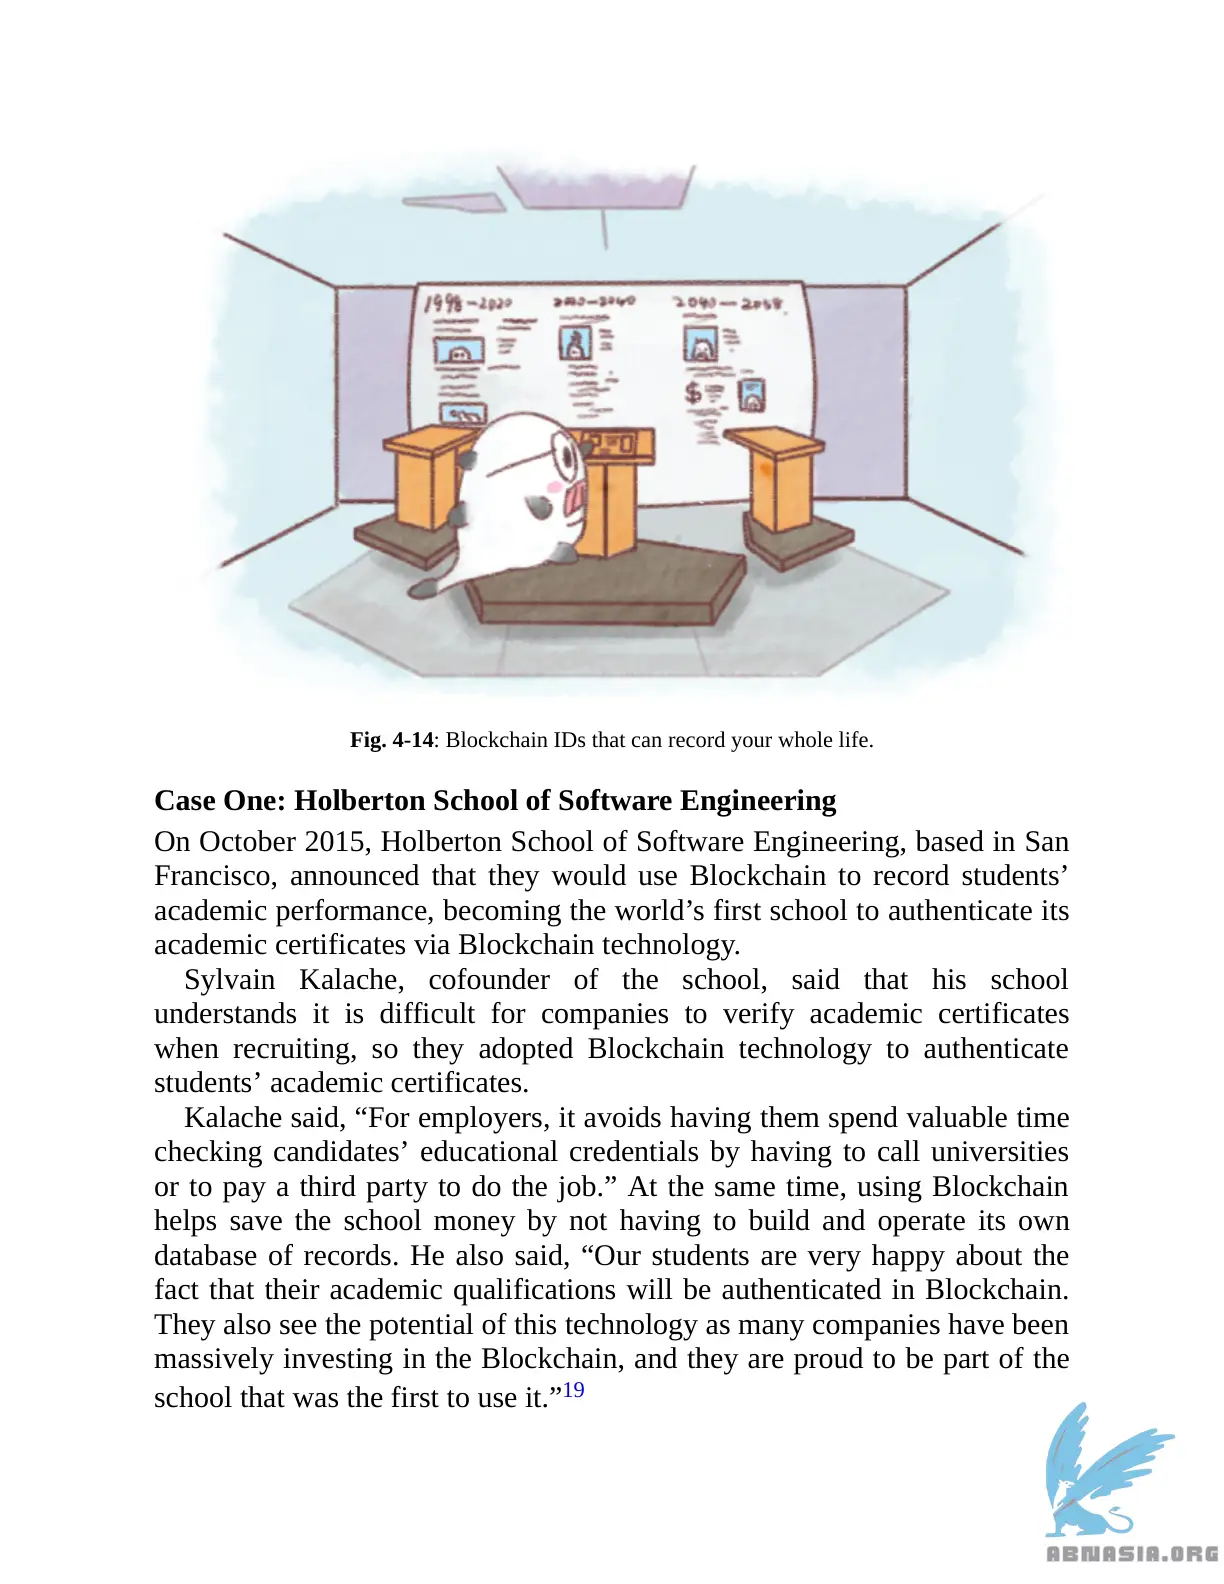 1998-2020
2020-2040
2040-2058
$
Fig. 4-14: Blockchain IDs that can record your whole life.
Case One: Holberton School of Software Engineering
On October 2015, Holberton School of Software Engineering, based in San
Francisco, announced that they would use Blockchain to record students’
academic performance, becoming the world’s first school to authenticate its
academic certificates via Blockchain technology.
Sylvain Kalache, cofounder of the school, said that his school
understands it is difficult for companies to verify academic certificates
when recruiting, so they adopted Blockchain technology to authenticate
students’ academic certificates.
Kalache said, “For employers, it avoids having them spend valuable time
checking candidates’ educational credentials by having to call universities
or to pay a third party to do the job.” At the same time, using Blockchain
helps save the school money by not having to build and operate its own
database of records. He also said, “Our students are very happy about the
fact that their academic qualifications will be authenticated in Blockchain.
They also see the potential of this technology as many companies have been
massively investing in the Blockchain, and they are proud to be part of the
school that was the first to use it.”19
ABNASIA.ORG